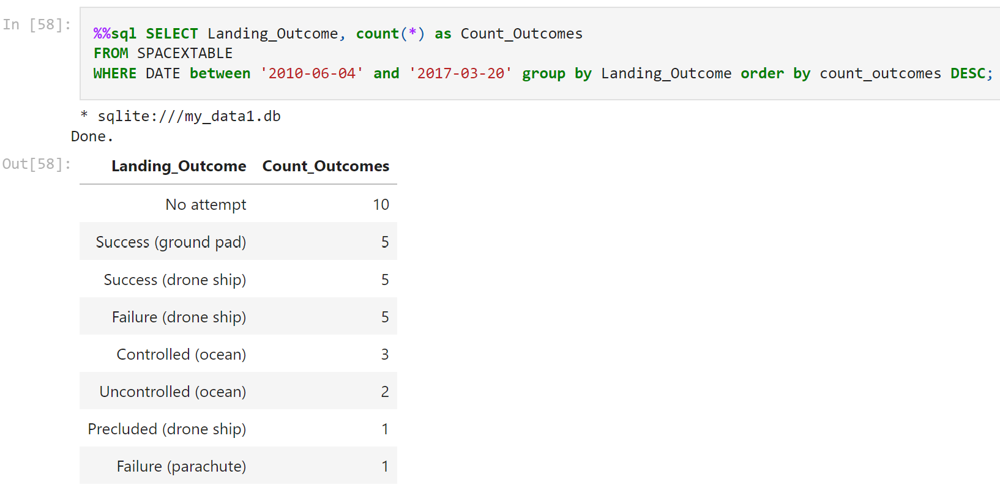 In [58]:
%%sql SELECT Landing_Outcome, count(*) as Count_Outcomes
FROM SPACEXTABLE
WHERE DATE between '2010-06-04' and '2017-03-20' group by Landing_Outcome order by count_outcomes DESC;
* sqlite:///my_data1.db
Done.
Out[58]:
Landing_Outcome Count_Outcomes
No attempt 10
Success (ground pad) 5
Success (drone ship) 5
Failure (drone ship) 5
Controlled (ocean) 3
Uncontrolled (ocean) 2
Precluded (drone ship) 1
Failure (parachute) 1